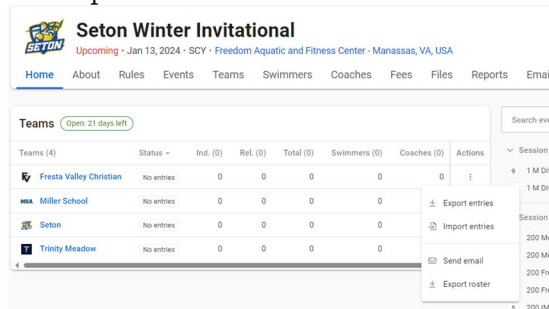 Seton Winter Invitational
Upcoming • Jan 13, 2024 • SCY • Freedom Aquatic and Fitness Center - Manassas, VA, USA
SETON
Home About Rules Events Teams Swimmers Coaches Fees Files Reports Emai
Teams Open: 21 days left
Search eve
Teams (4) Status Ind. (0) Rel. (0) Total (0) Swimmers (0) Coaches (0) Actions
Session
Fresta Valley Christian No entries 0 0 0 0 0
9 1 M Di
1 M Di
MSA Miller School No entries 0 0 0 0
Export entries
Seton No entries 0 0 0 0
Import entries
Session
200 Me
Trinity Meadow No entries 0 0 0 0
200 Me
Send email
200 Fre
Export roster
200 Fre
200 IM